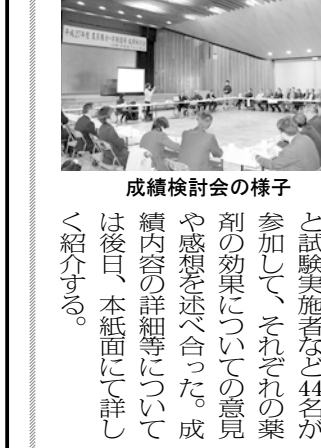 成績検討会の様子
と試験実施者など44名が
参加して、それぞれの薬
剤の効果についての意見
や感想を述べ合った。成
績内容の詳細等について
は後日、本紙面にて詳し
く紹介する。